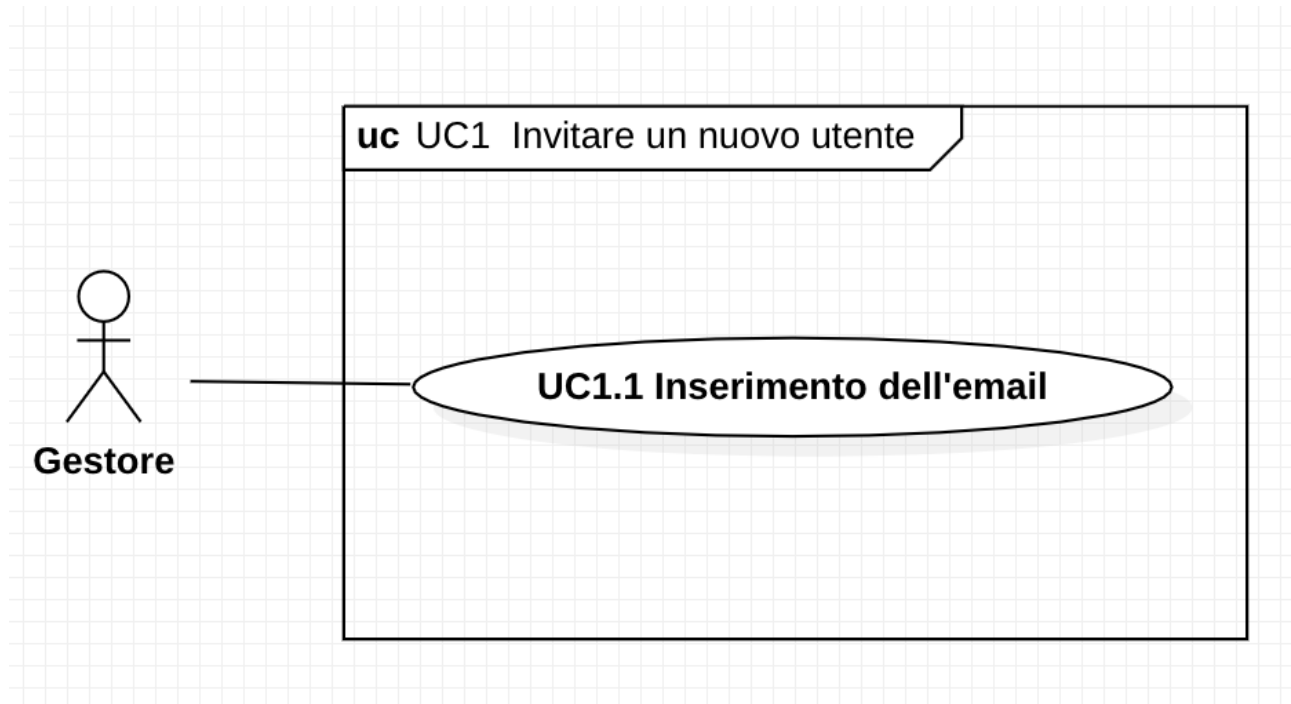 uc UC1 Invitare un nuovo utente
UC1.1 Inserimento dell'email
Gestore